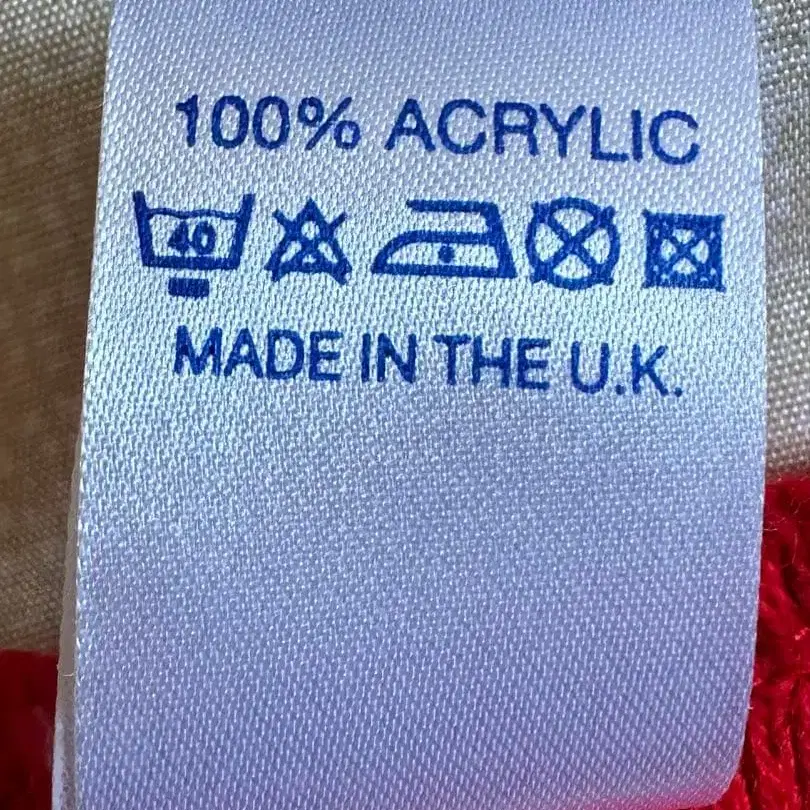 100% ACRYLIC
40
MADE IN THE U.K.